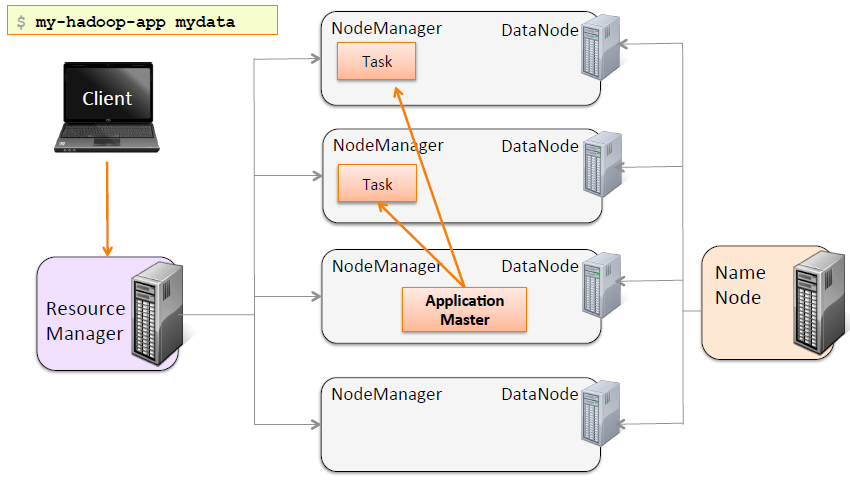 $ my-hadoop-app mydata
Client
Resource
Manager
NodeManager
DataNode
Task
NodeManager
DataNode
Task
NodeManager
DataNode
Application
Master
NodeManager
DataNode
Name
Node